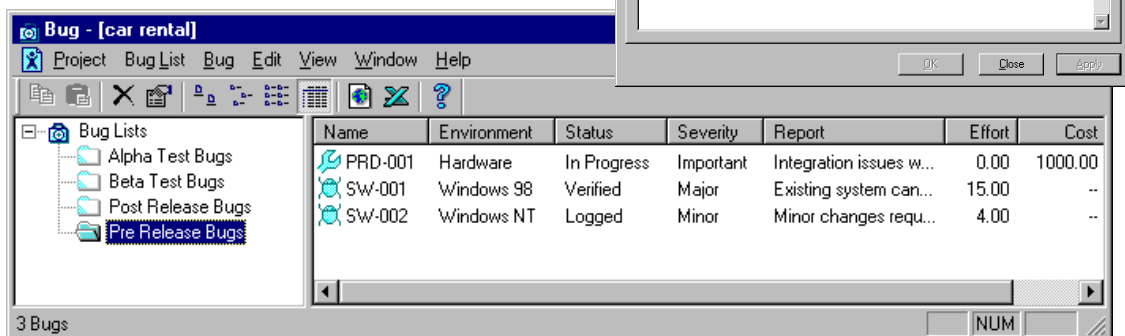 Bug - [car rental]
Project Bug List Bug Edit View Window Help
OK Close Apply
Bug Lists
Alpha Test Bugs
Beta Test Bugs
Post Release Bugs
Pre Release Bugs
Name Environment Status Severity Report Effort Cost
PRD-001 Hardware In Progress Important Integration issues w... 0.00 1000.00
SW-001 Windows 98 Verified Major Existing system can... 15.00 --
SW-002 Windows NT Logged Minor Minor changes requ... 4.00 --
3 Bugs NUM